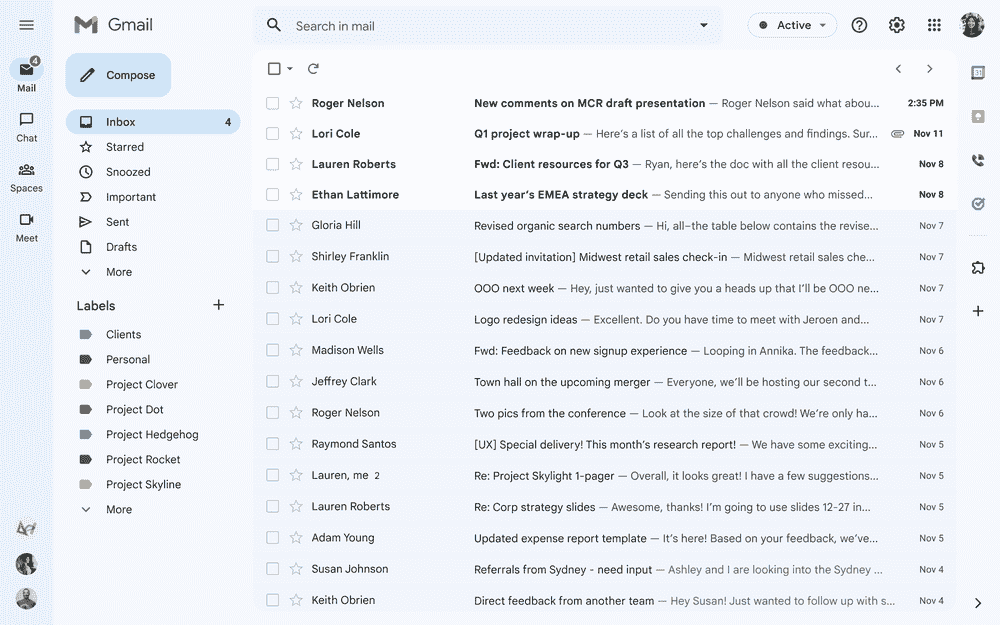 Gmail
Search in mail
Active
4
Mail
Chat
Spaces
Meet
Compose
Inbox 4
Starred
Snoozed
Important
Sent
Drafts
More
Labels
Clients
Personal
Project Clover
Project Dot
Project Hedgehog
Project Rocket
Project Skyline
More
Roger Nelson New comments on MCR draft presentation — Roger Nelson said what abou... 2:35 PM
Lori Cole Q1 project wrap-up — Here’s a list of all the top challenges and findings. Sur... Nov 11
Lauren Roberts Fwd: Client resources for Q3 — Ryan, here’s the doc with all the client resou... Nov 8
Ethan Lattimore Last year’s EMEA strategy deck — Sending this out to anyone who missed... Nov 8
Gloria Hill Revised organic search numbers — Hi, all–the table below contains the revise... Nov 7
Shirley Franklin [Updated invitation] Midwest retail sales check-in — Midwest retail sales che... Nov 7
Keith Obrien OOO next week — Hey, just wanted to give you a heads up that I’ll be OOO ne... Nov 7
Lori Cole Logo redesign ideas — Excellent. Do you have time to meet with Jeroen and... Nov 7
Madison Wells Fwd: Feedback on new signup experience — Looping in Annika. The feedback... Nov 6
Jeffrey Clark Town hall on the upcoming merger — Everyone, we’ll be hosting our second t... Nov 6
Roger Nelson Two pics from the conference — Look at the size of that crowd! We’re only ha... Nov 6
Raymond Santos [UX] Special delivery! This month’s research report! — We have some exciting... Nov 5
Lauren, me 2 Re: Project Skylight 1-pager — Overall, it looks great! I have a few suggestions... Nov 5
Lauren Roberts Re: Corp strategy slides — Awesome, thanks! I’m going to use slides 12-27 in... Nov 5
Adam Young Updated expense report template — It’s here! Based on your feedback, we’ve... Nov 5
Susan Johnson Referrals from Sydney - need input — Ashley and I are looking into the Sydney ... Nov 4
Keith Obrien Direct feedback from another team — Hey Susan! Just wanted to follow up with s... Nov 4
31